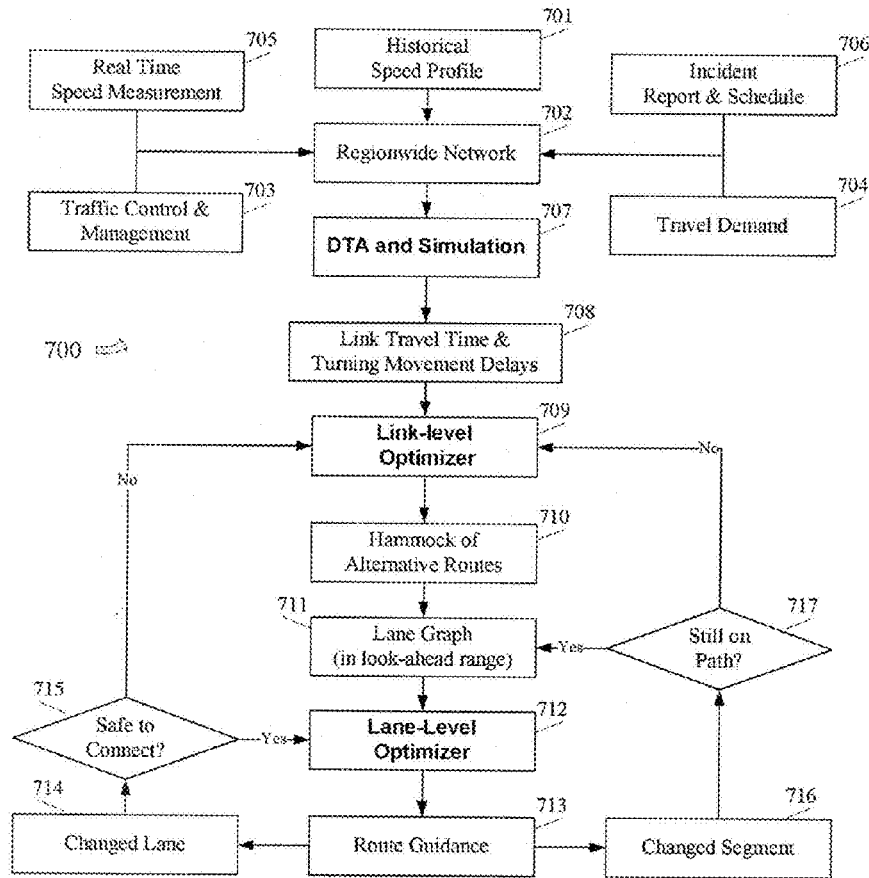 701
Historical
Speed Profile
705
Real Time
Speed Measurement
706
Incident
Report & Schedule
702
Regionwide Network
703
Traffic Control &
Management
704
Travel Demand
707
DTA and Simulation
700
708
Link Travel Time &
Turning Movement Delays
709
Link-level
Optimizer
No
No
710
Hammock of
Alternative Routes
711
Lane Graph
(in look-ahead range)
Yes
717
Still on
Path?
715
Safe to
Connect?
Yes
712
Lane-Level
Optimizer
714
Changed Lane
713
Route Guidance
716
Changed Segment